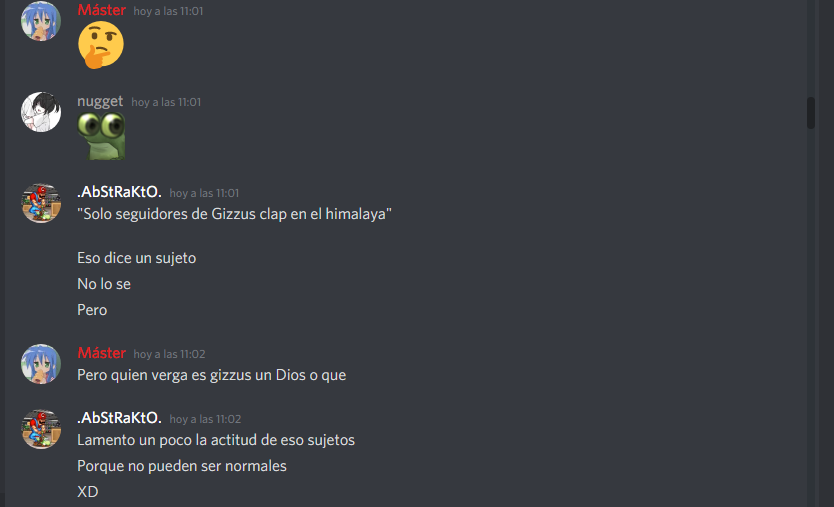 Máster hoy a las 11:01
nugget hoy a las 11:01
.AbStRaKtO. hoy a las 11:01
"Solo seguidores de Gizzus clap en el himalaya"
Eso dice un sujeto
No lo se
Pero
Máster hoy a las 11:02
Pero quien verga es gizzus un Dios o que
.AbStRaKtO. hoy a las 11:02
Lamento un poco la actitud de eso sujetos
Porque no pueden ser normales
XD